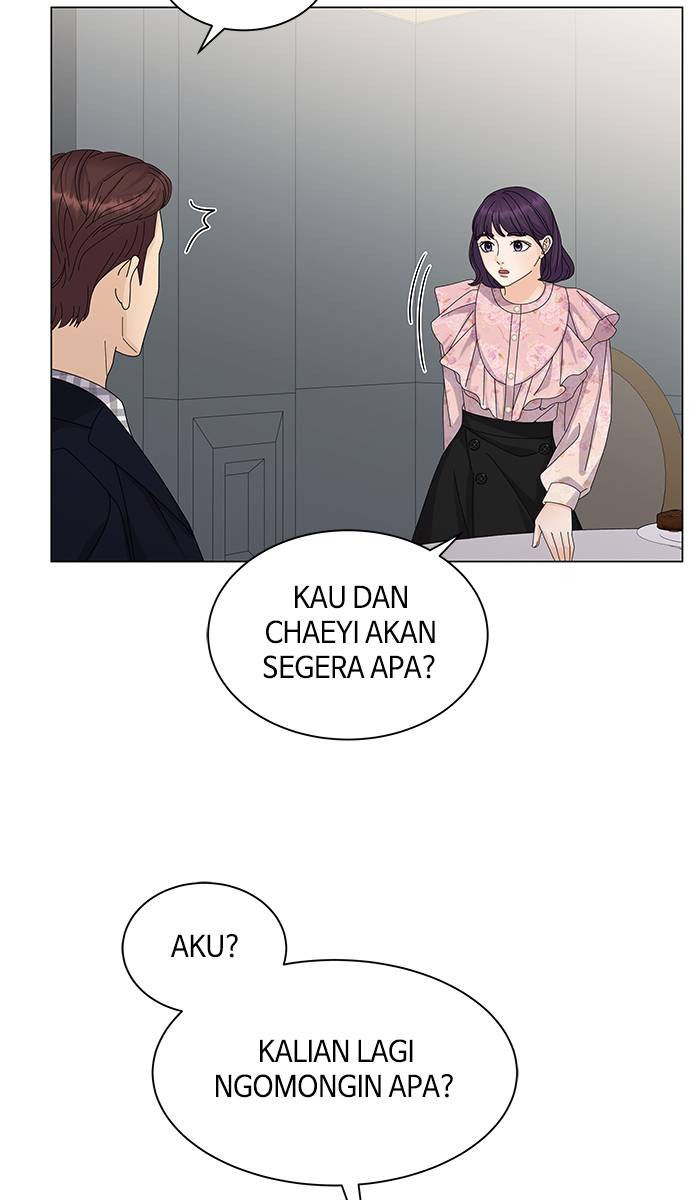 KAU DAN
CHAEYI AKAN
SEGERA APA?
AKU?
KALIAN LAGI
NGOMONGIN APA?